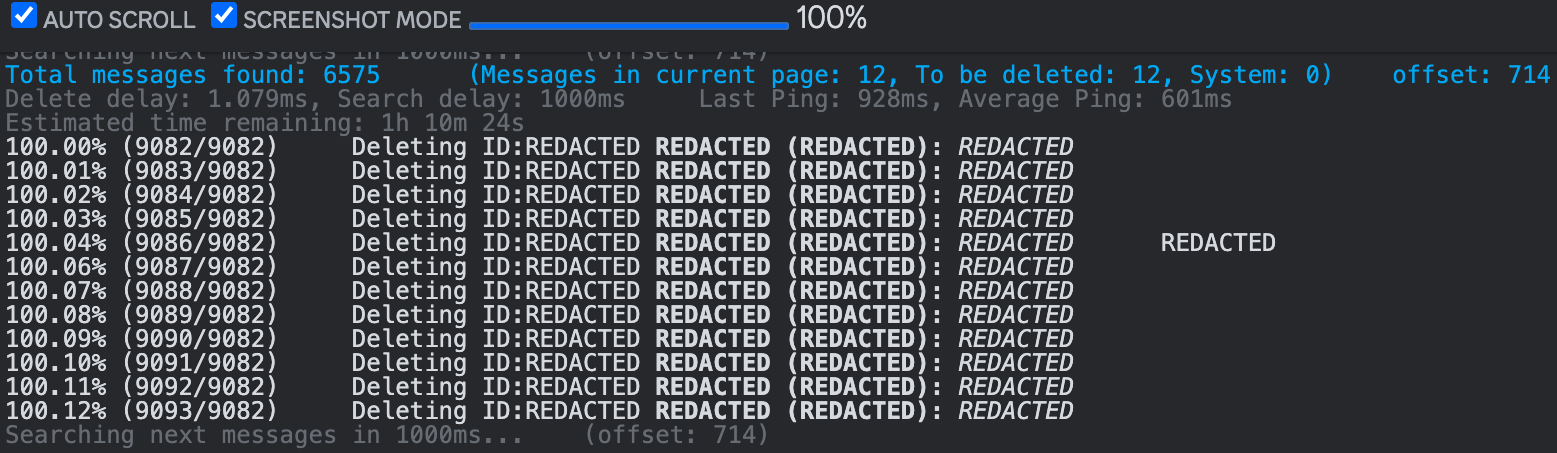 AUTO SCROLL SCREENSHOT MODE 100%
Searching next messages in 1000ms... (offset: 714)
Total messages found: 6575 (Messages in current page: 12, To be deleted: 12, System: 0) offset: 714
Delete delay: 1.079ms, Search delay: 1000ms Last Ping: 928ms, Average Ping: 601ms
Estimated time remaining: 1h 10m 24s
100.00% (9082/9082) Deleting ID:REDACTED REDACTED (REDACTED): REDACTED
100.01% (9083/9082) Deleting ID:REDACTED REDACTED (REDACTED): REDACTED
100.02% (9084/9082) Deleting ID:REDACTED REDACTED (REDACTED): REDACTED
100.03% (9085/9082) Deleting ID:REDACTED REDACTED (REDACTED): REDACTED
100.04% (9086/9082) Deleting ID:REDACTED REDACTED (REDACTED): REDACTED REDACTED
100.06% (9087/9082) Deleting ID:REDACTED REDACTED (REDACTED): REDACTED
100.07% (9088/9082) Deleting ID:REDACTED REDACTED (REDACTED): REDACTED
100.08% (9089/9082) Deleting ID:REDACTED REDACTED (REDACTED): REDACTED
100.09% (9090/9082) Deleting ID:REDACTED REDACTED (REDACTED): REDACTED
100.10% (9091/9082) Deleting ID:REDACTED REDACTED (REDACTED): REDACTED
100.11% (9092/9082) Deleting ID:REDACTED REDACTED (REDACTED): REDACTED
100.12% (9093/9082) Deleting ID:REDACTED REDACTED (REDACTED): REDACTED
Searching next messages in 1000ms... (offset: 714)